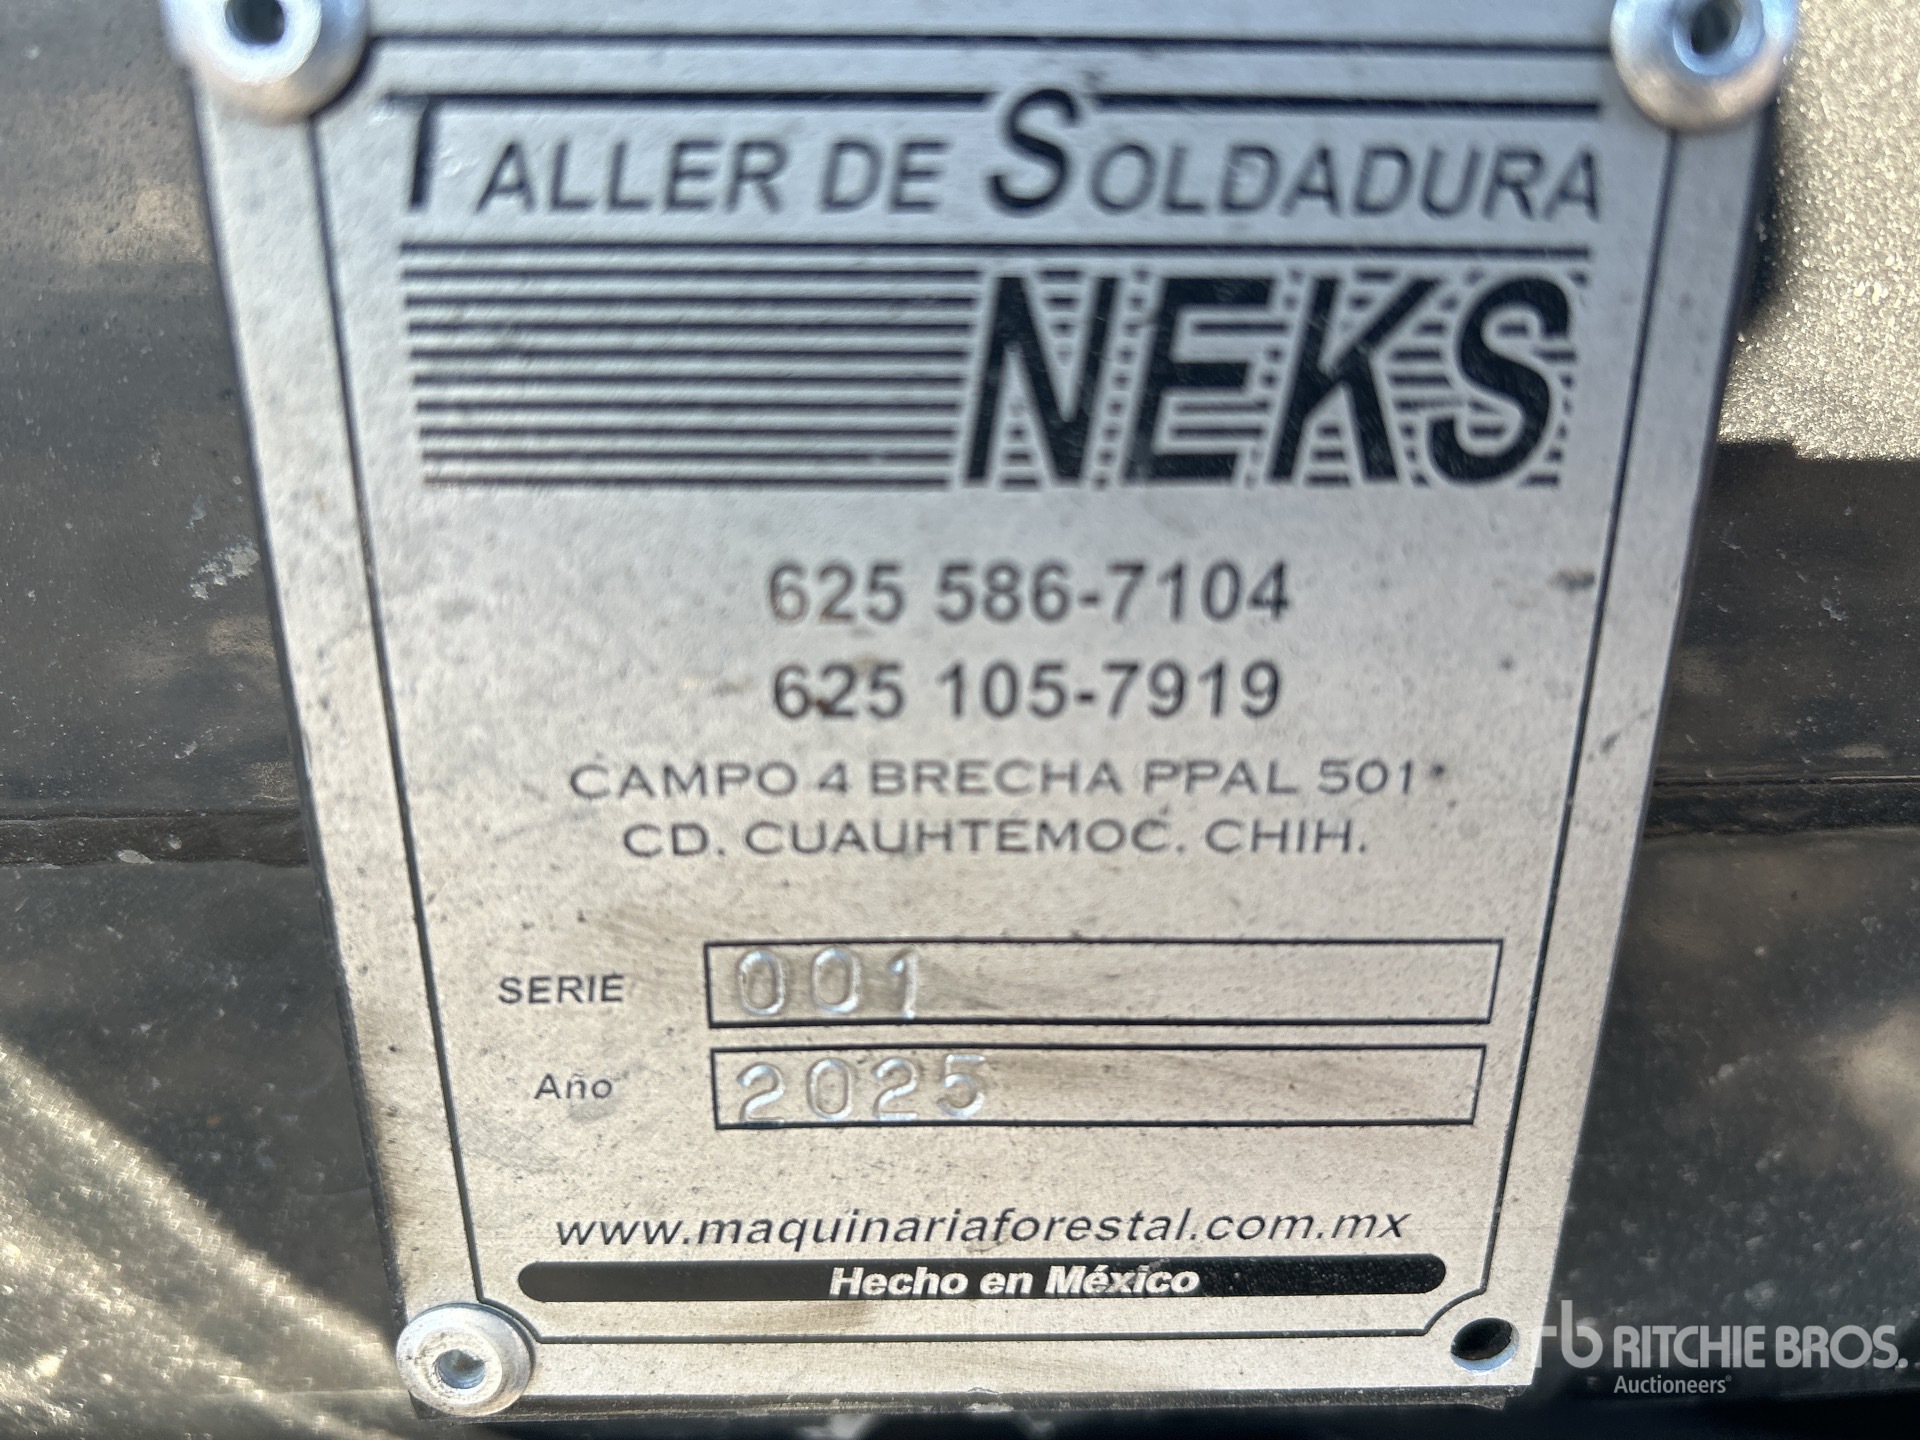 TALLER DE SOLDADURA
NEKS
625 586-7104
625 105-7919
CAMPO 4 BRECHA PPAL 501
CD. CUAUHTEMOC. CHIH.
SERIE 001
Año 2025
www.maquinariaforestal.com.mx
Hecho en México
rb RITCHIE BROS.
Auctioneers